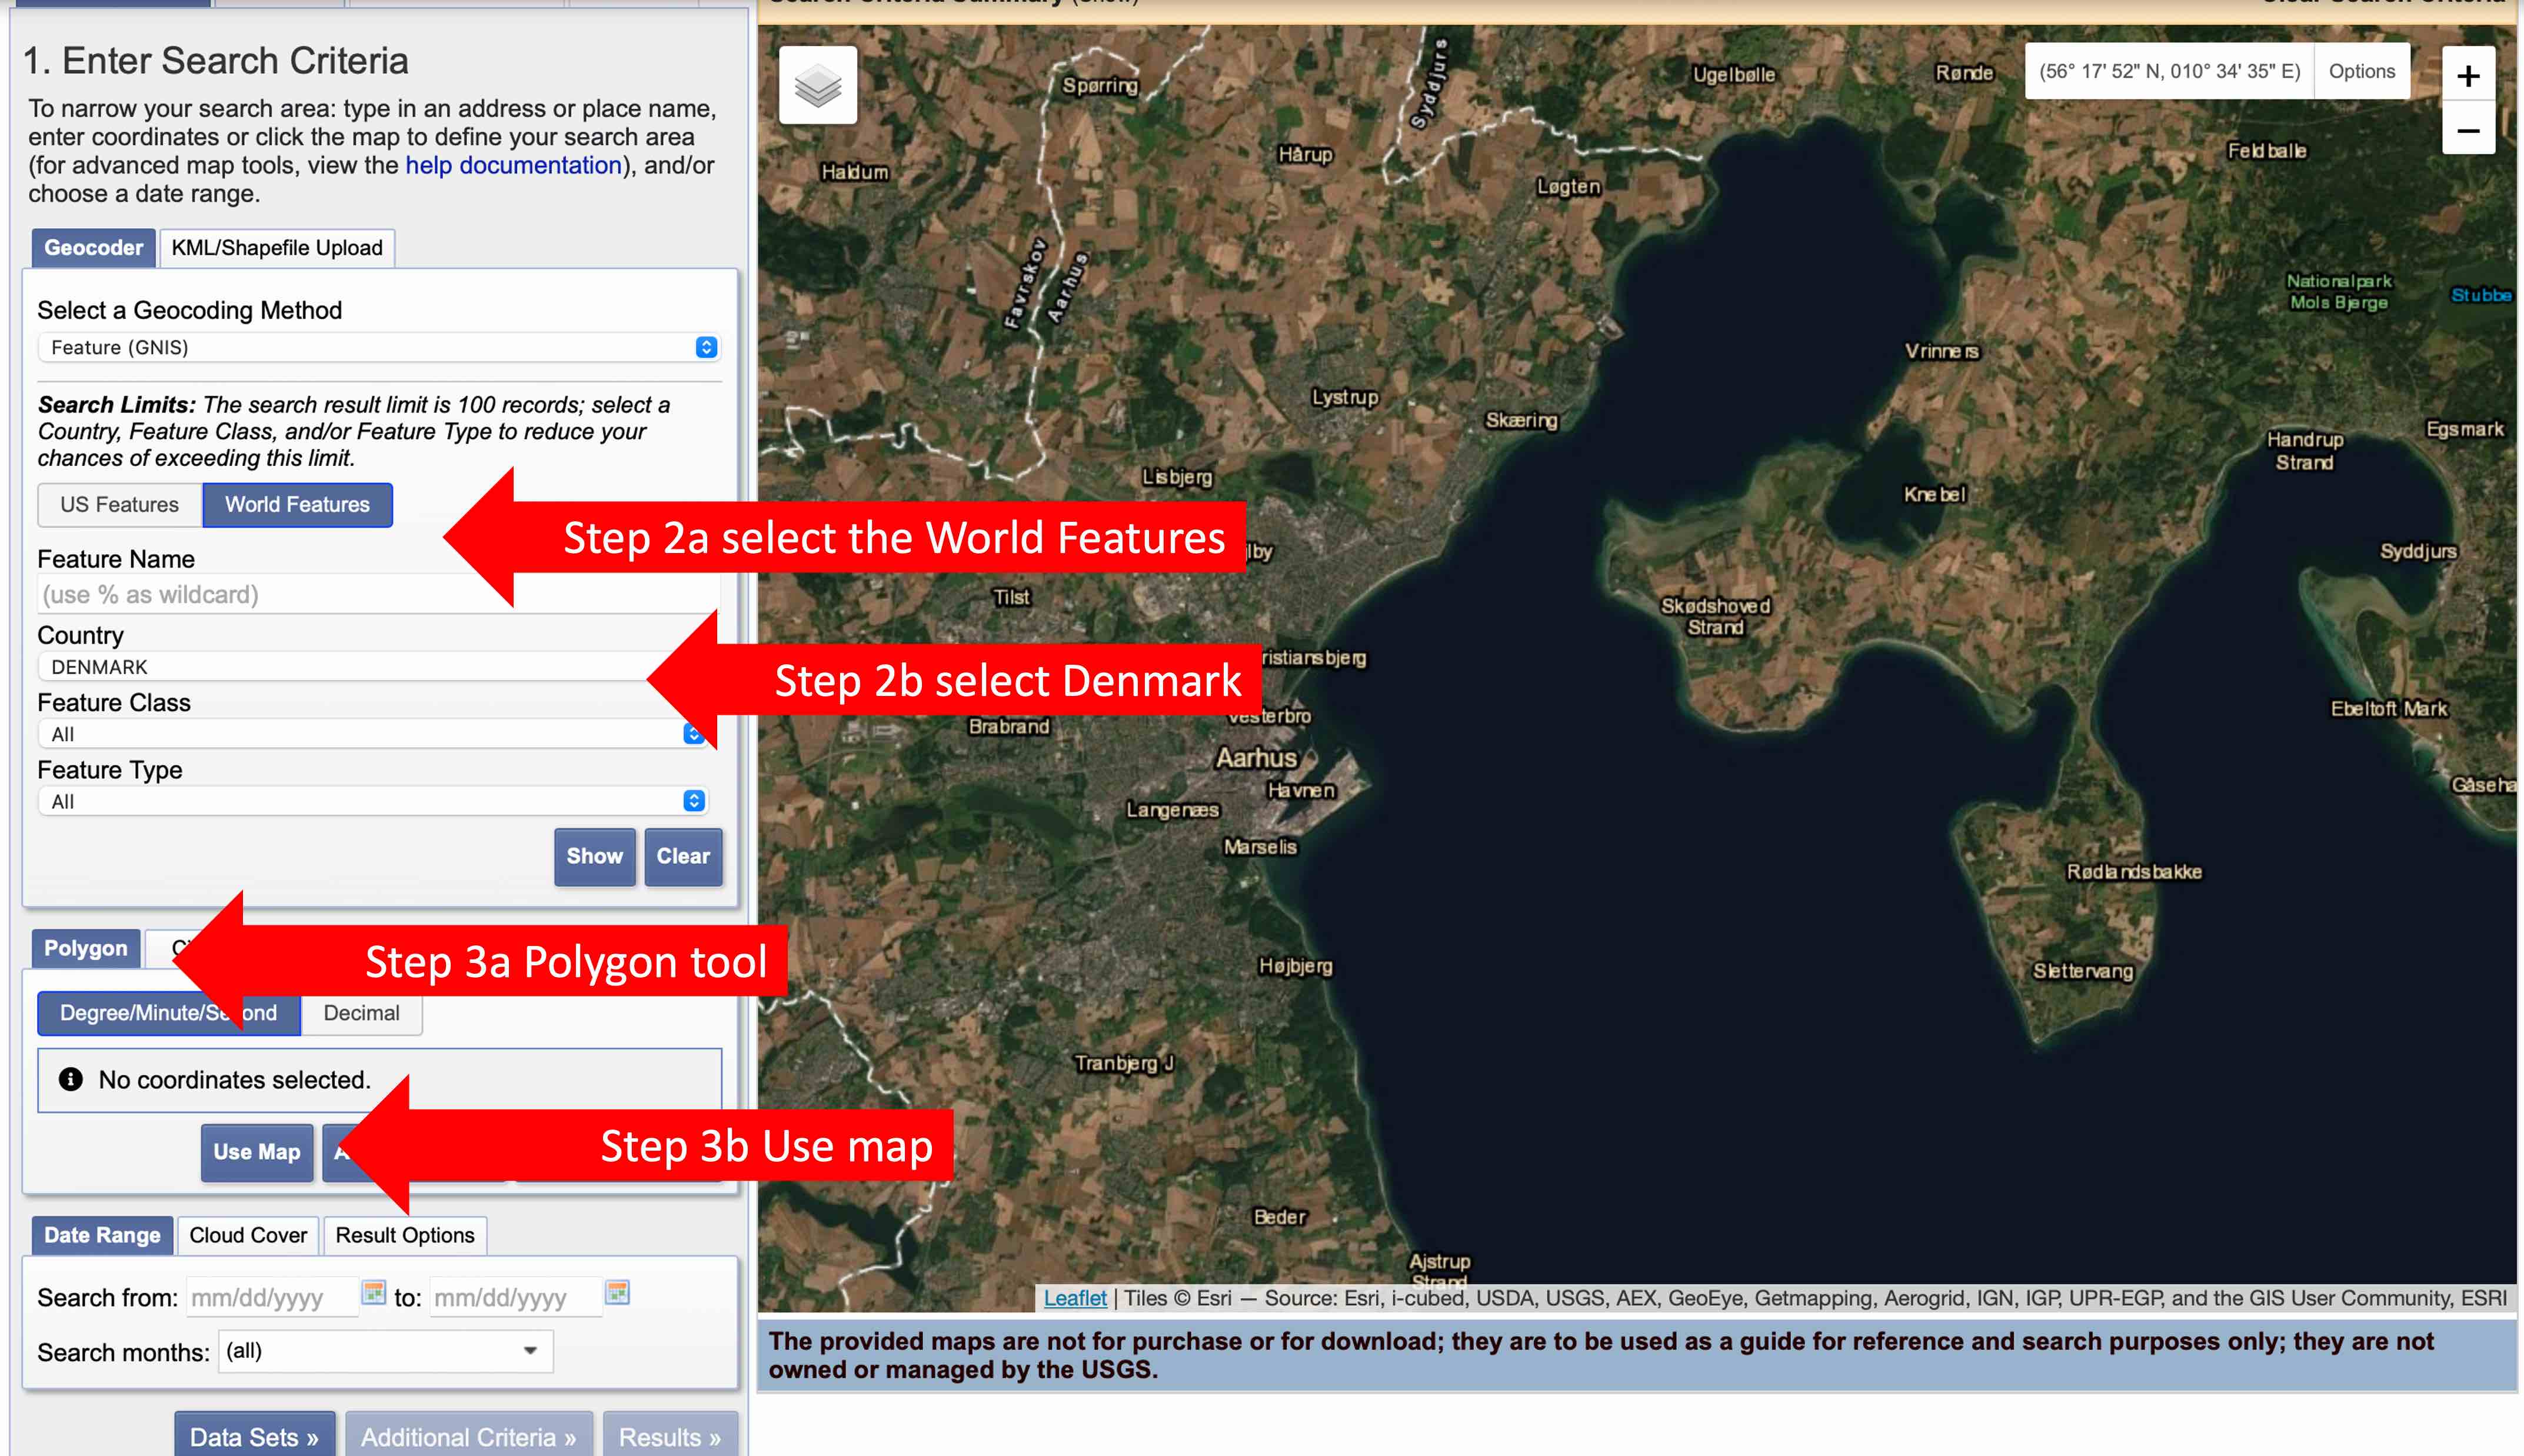 Search Criteria Summary (Show)
Clear Search Criteria
1. Enter Search Criteria
To narrow your search area: type in an address or place name,
enter coordinates or click the map to define your search area
(for advanced map tools, view the help documentation), and/or
choose a date range.
Geocoder
KML/Shapefile Upload
Select a Geocoding Method
Feature (GNIS)
Search Limits: The search result limit is 100 records; select a
Country, Feature Class, and/or Feature Type to reduce your
chances of exceeding this limit.
US Features
World Features
Feature Name
(use % as wildcard)
Country
DENMARK
Feature Class
All
Feature Type
All
Show
Clear
Polygon
Degree/Minute/Second
Decimal
No coordinates selected.
Use Map
Date Range
Cloud Cover
Result Options
Search from: mm/dd/yyyy to: mm/dd/yyyy
Search months: (all)
Data Sets »
Additional Criteria »
Results »
Step 2a select the World Features
Step 2b select Denmark
Step 3a Polygon tool
Step 3b Use map
(56° 17' 52" N, 010° 34' 35" E)
Options
+
−
Spørring
Syddjurs
Ugelbølle
Rønde
Feldballe
Haldum
Hårup
Løgten
Favrskov
Aarhus
Nationalpark
Mols Bjerge
Stubbe
Vrinners
Lystrup
Skæring
Handrup
Strand
Egsmark
Lisbjerg
Knebel
lby
Syddjurs
Tilst
Skødshoved
Strand
ristiansbjerg
Vesterbro
Brabrand
Ebeltoft Mark
Aarhus
Havnen
Gåseha
Langenæs
Marselis
Rødlandsbakke
Højbjerg
Slettervang
Tranbjerg J
Beder
Ajstrup
Strand
Leaflet | Tiles © Esri — Source: Esri, i-cubed, USDA, USGS, AEX, GeoEye, Getmapping, Aerogrid, IGN, IGP, UPR-EGP, and the GIS User Community, ESRI
The provided maps are not for purchase or for download; they are to be used as a guide for reference and search purposes only; they are not
owned or managed by the USGS.